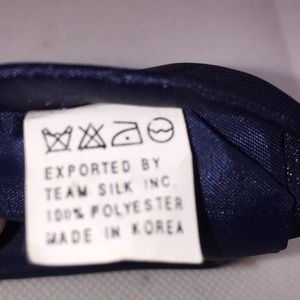 EXPORTED BY
TEAM SILK INC.
100% POLYESTER
MADE IN KOREA